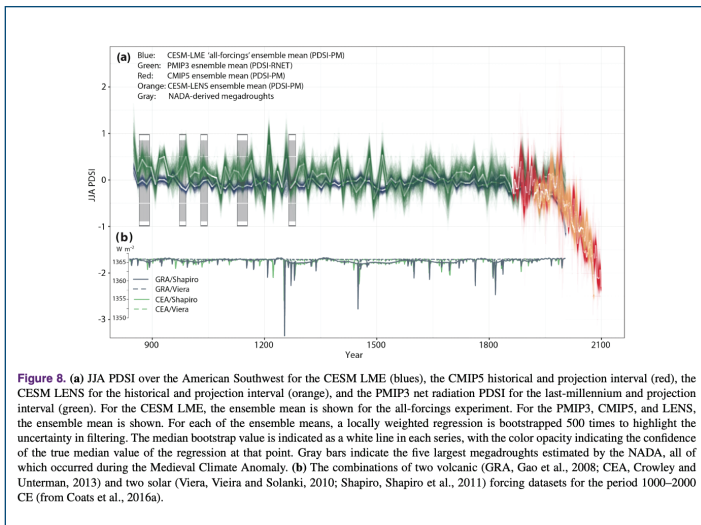 (a) Blue: CESM-LME 'all-forcings' ensemble mean (PDSI-PM)
Green: PMIP3 esnemble mean (PDSI-RNET)
Red: CMIP5 ensemble mean (PDSI-PM)
Orange: CESM-LENS ensemble mean (PDSI-PM)
Gray: NADA-derived megadroughts
2
1
0
-1
-2
-3
JJA PDSI
(b)
W m-2
1365
1360
1355
1350
GRA/Shapiro
GRA/Viera
CEA/Shapiro
CEA/Viera
900 1200 1500 1800 2100
Year
Figure 8. (a) JJA PDSI over the American Southwest for the CESM LME (blues), the CMIP5 historical and projection interval (red), the
CESM LENS for the historical and projection interval (orange), and the PMIP3 net radiation PDSI for the last-millennium and projection
interval (green). For the CESM LME, the ensemble mean is shown for the all-forcings experiment. For the PMIP3, CMIP5, and LENS,
the ensemble mean is shown. For each of the ensemble means, a locally weighted regression is bootstrapped 500 times to highlight the
uncertainty in filtering. The median bootstrap value is indicated as a white line in each series, with the color opacity indicating the confidence
of the true median value of the regression at that point. Gray bars indicate the five largest megadroughts estimated by the NADA, all of
which occurred during the Medieval Climate Anomaly. (b) The combinations of two volcanic (GRA, Gao et al., 2008; CEA, Crowley and
Unterman, 2013) and two solar (Viera, Vieira and Solanki, 2010; Shapiro, Shapiro et al., 2011) forcing datasets for the period 1000–2000
CE (from Coats et al., 2016a).